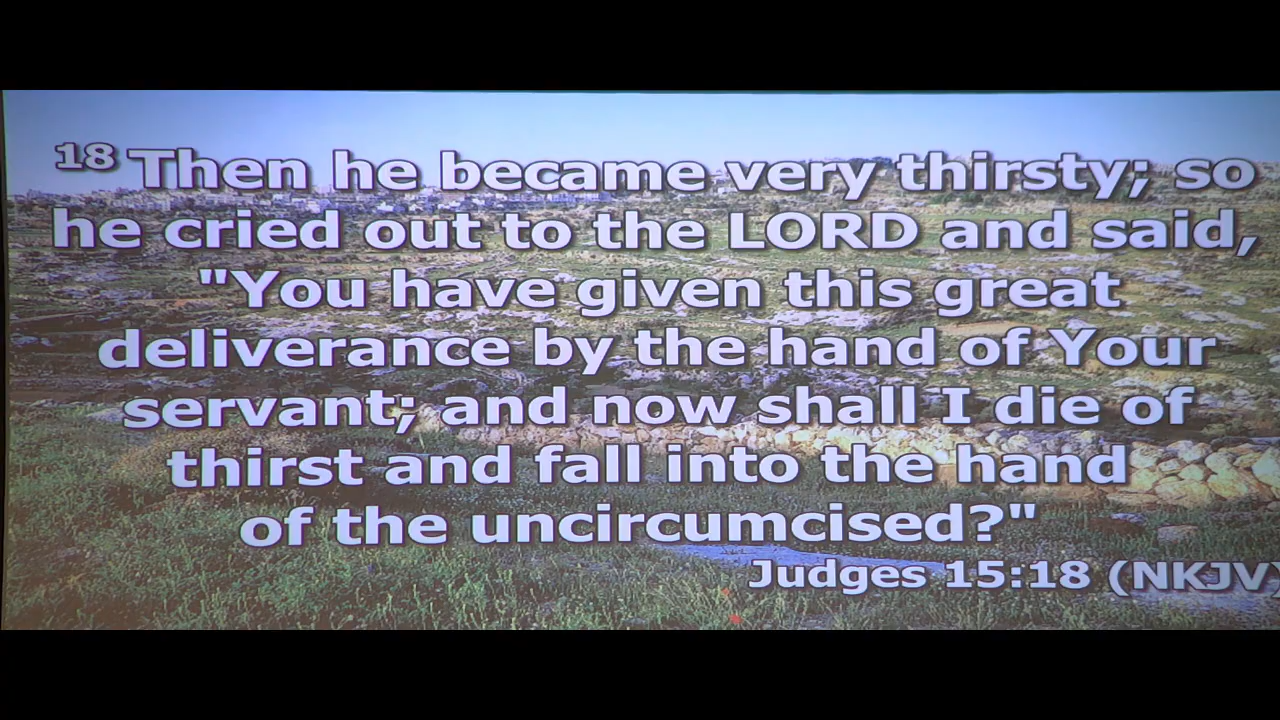 18 Then he became very thirsty; so
he cried out to the LORD and said,
"You have given this great
deliverance by the hand of Your
servant; and now shall I die of
thirst and fall into the hand
of the uncircumcised?"
Judges 15:18 (NKJV)